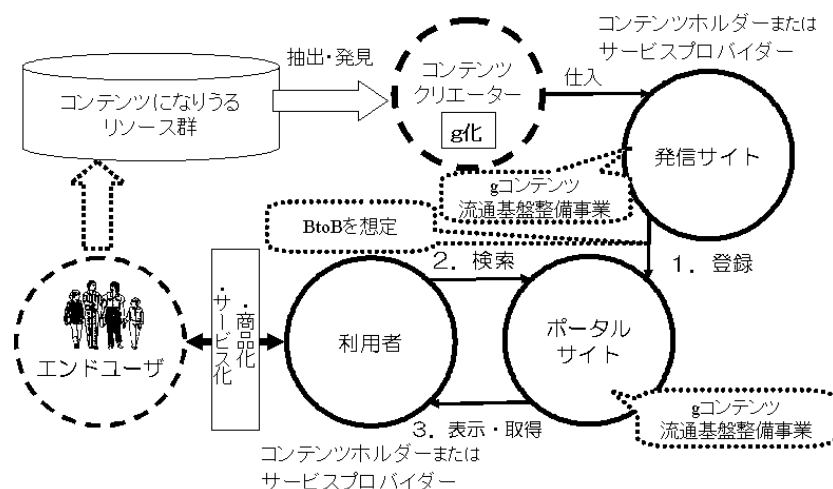 コンテンツホルダーまたは
サービスプロバイダー
抽出・発見
コンテンツ
クリエーター
g化
仕入
コンテンツになりうる
リソース群
発信サイト
gコンテンツ
流通基盤整備事業
BtoBを想定
2．検索
1．登録
エンドユーザ
・商品化
・サービス化
利用者
ポータル
サイト
3．表示・取得
gコンテンツ
流通基盤整備事業
コンテンツホルダーまたは
サービスプロバイダー